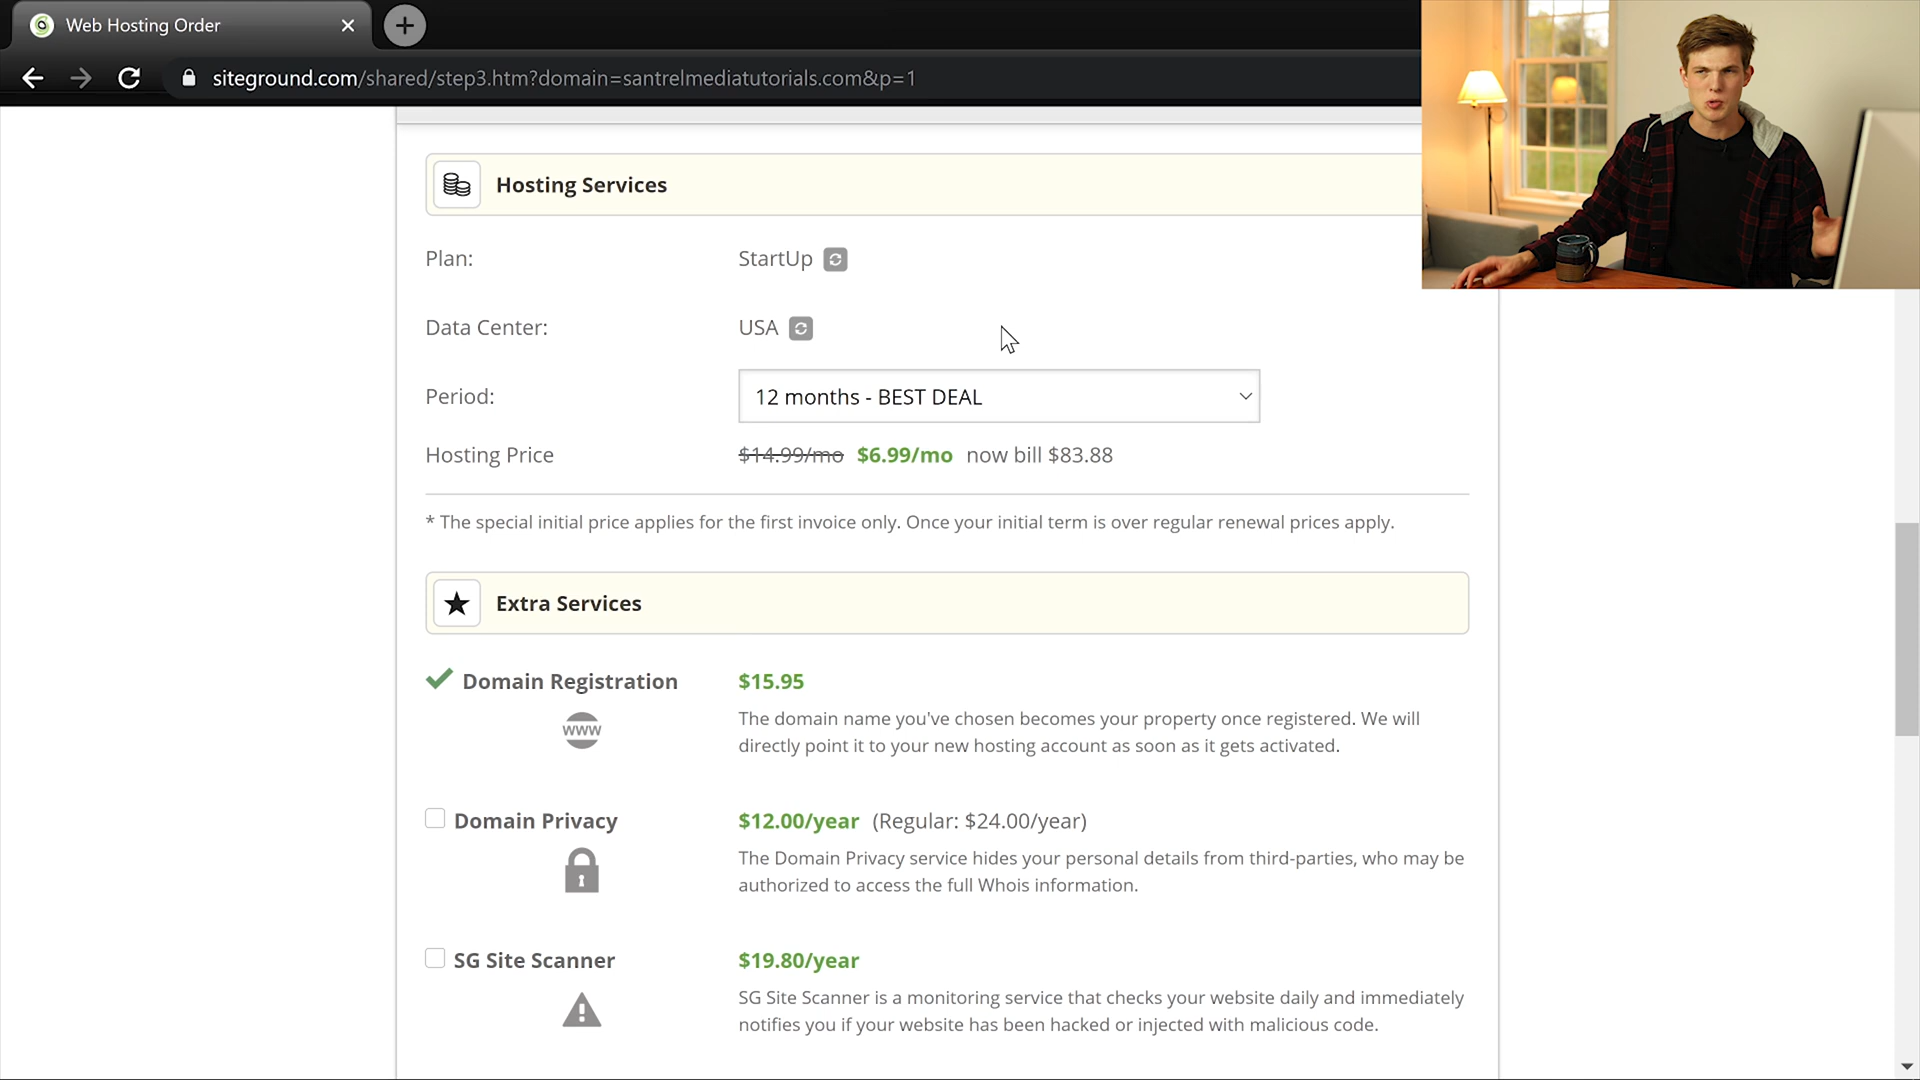 Web Hosting Order
siteground.com/shared/step3.htm?domain=santrelmediatutorials.com&p=1
Hosting Services
Plan: StartUp
Data Center: USA
Period: 12 months - BEST DEAL
Hosting Price $14.99/mo $6.99/mo now bill $83.88
* The special initial price applies for the first invoice only. Once your initial term is over regular renewal prices apply.
Extra Services
Domain Registration $15.95
The domain name you've chosen becomes your property once registered. We will
directly point it to your new hosting account as soon as it gets activated.
www
Domain Privacy $12.00/year (Regular: $24.00/year)
The Domain Privacy service hides your personal details from third-parties, who may be
authorized to access the full Whois information.
SG Site Scanner $19.80/year
SG Site Scanner is a monitoring service that checks your website daily and immediately
notifies you if your website has been hacked or injected with malicious code.